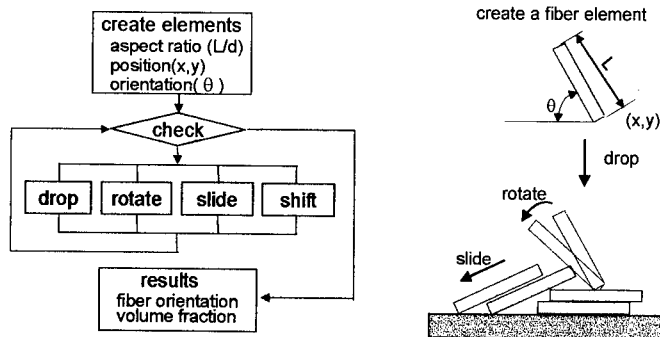 create elements
aspect ratio (L/d)
position(x,y)
orientation(θ)
check
drop rotate slide shift
results
fiber orientation
volume fraction
create a fiber element
L
θ
(x,y)
drop
rotate
slide